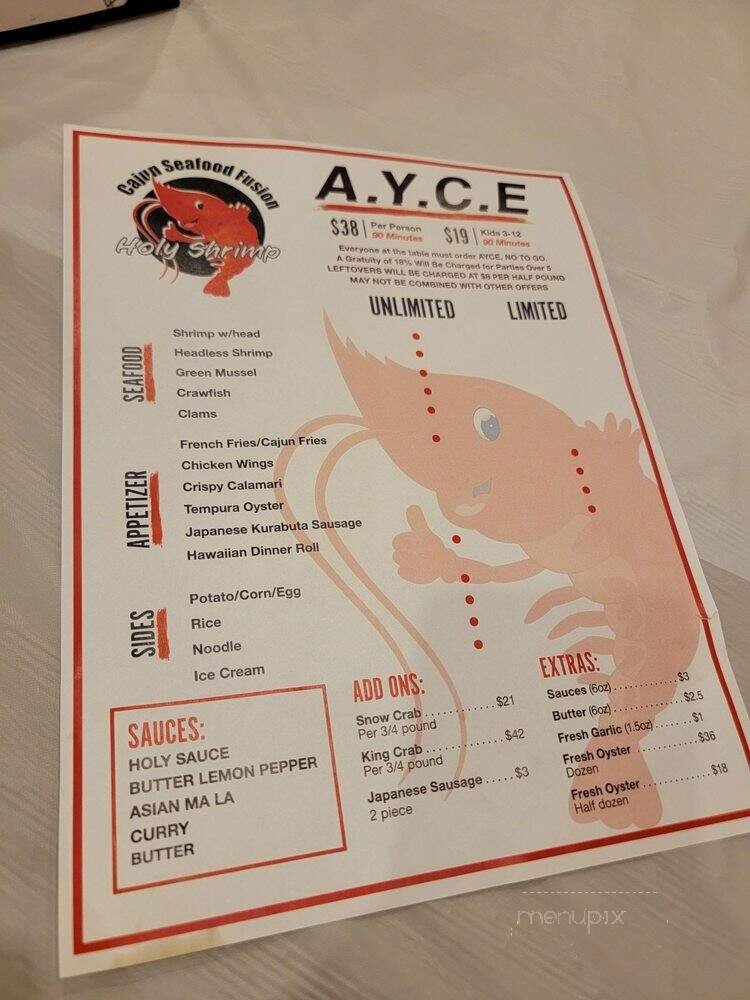 Cajun Seafood Fusion
Holy Shrimp
A.Y.C.E
$38 | Per Person
90 Minutes
$19 | Kids 3-12
90 Minutes
Everyone at the table must order AYCE, NO TO GO.
A Gratuity of 18% Will Be Charged for Parties Over 5
LEFTOVERS WILL BE CHARGED AT $8 PER HALF POUND
MAY NOT BE COMBINED WITH OTHER OFFERS
UNLIMITED LIMITED
SEAFOOD
Shrimp w/head
Headless Shrimp
Green Mussel
Crawfish
Clams
APPETIZER
French Fries/Cajun Fries
Chicken Wings
Crispy Calamari
Tempura Oyster
Japanese Kurabuta Sausage
Hawaiian Dinner Roll
SIDES
Potato/Corn/Egg
Rice
Noodle
Ice Cream
SAUCES:
HOLY SAUCE
BUTTER LEMON PEPPER
ASIAN MA LA
CURRY
BUTTER
ADD ONS:
Snow Crab ........... $21
Per 3/4 pound
King Crab ........... $42
Per 3/4 pound
Japanese Sausage ..... $3
2 piece
EXTRAS:
Sauces (6oz) ........... $3
Butter (6oz) ........... $2.5
Fresh Garlic (1.5oz) ....... $1
Fresh Oyster ........... $36
Dozen
Fresh Oyster ........... $18
Half dozen
menupix